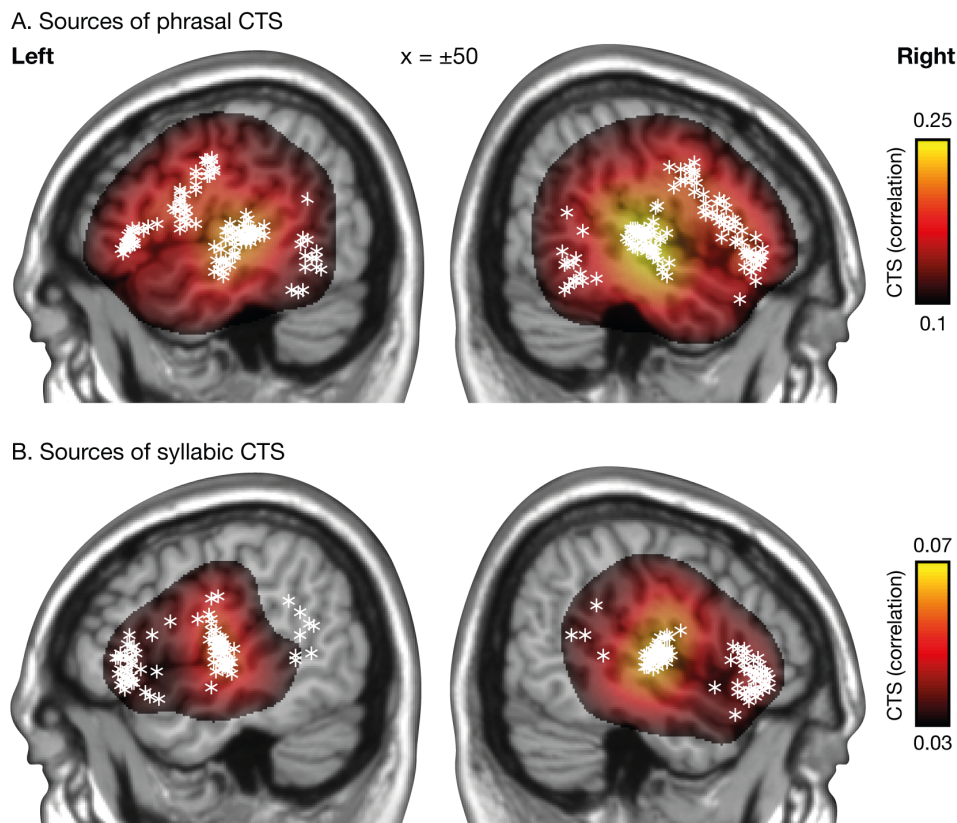 A. Sources of phrasal CTS
Left
x = ±50
Right
0.25
CTS (correlation)
0.1
B. Sources of syllabic CTS
0.07
CTS (correlation)
0.03